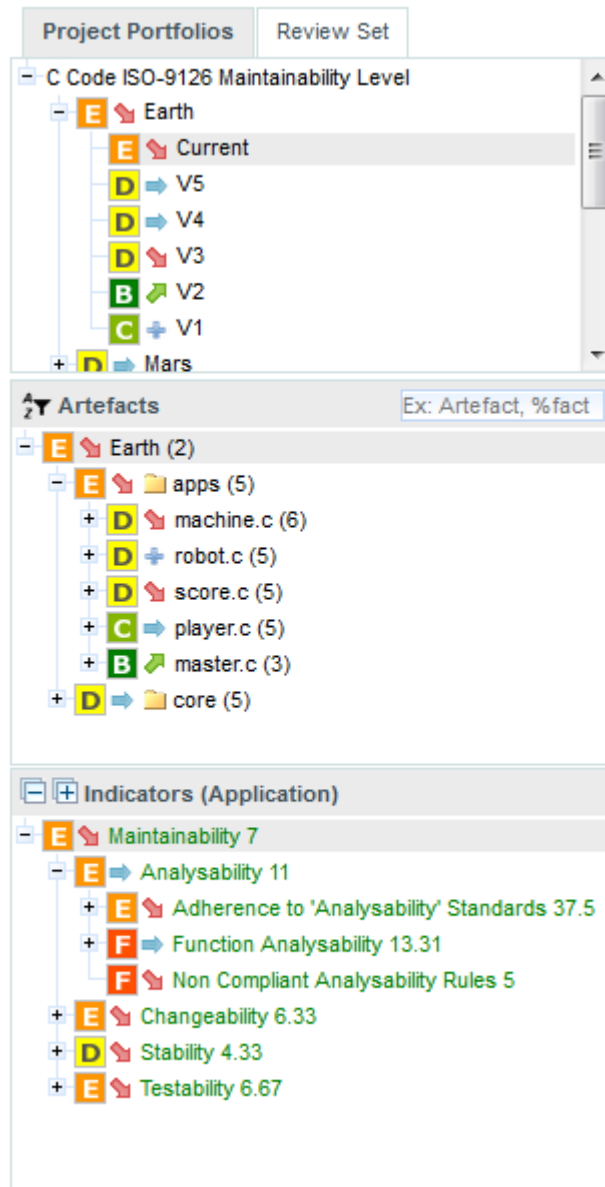 Project Portfolios Review Set
C Code ISO-9126 Maintainability Level
E Earth
E Current
D V5
D V4
D V3
B V2
C V1
D Mars
A Z Artefacts Ex: Artefact, %fact
E Earth (2)
E apps (5)
D machine.c (6)
D robot.c (5)
D score.c (5)
C player.c (5)
B master.c (3)
D core (5)
Indicators (Application)
E Maintainability 7
E Analysability 11
E Adherence to 'Analysability' Standards 37.5
F Function Analysability 13.31
F Non Compliant Analysability Rules 5
E Changeability 6.33
D Stability 4.33
E Testability 6.67